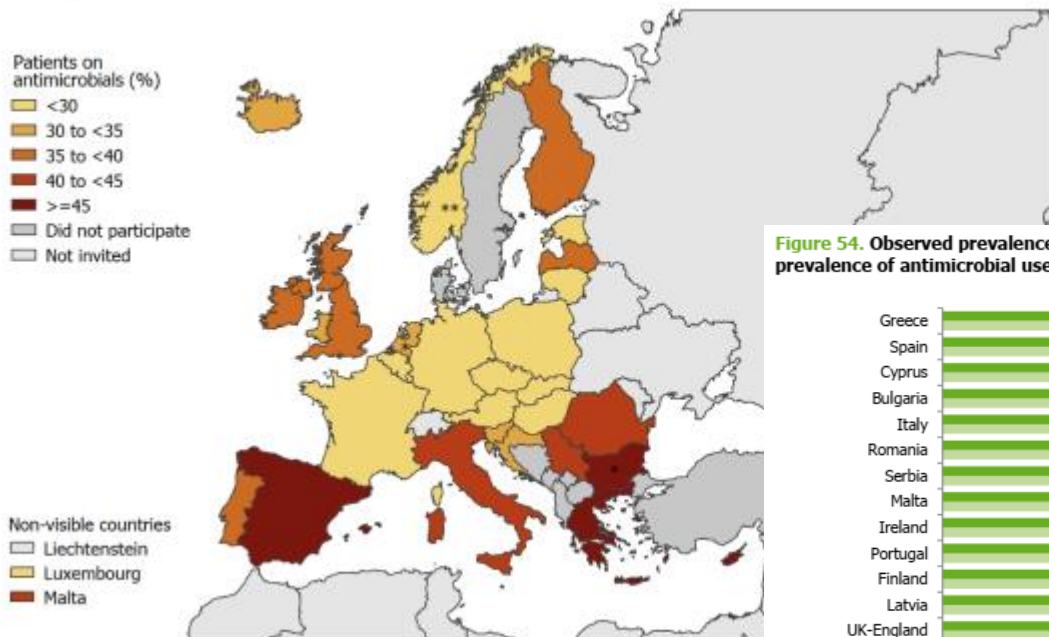 Patients on
antimicrobials (%)
<30
30 to <35
35 to <40
40 to <45
>=45
Did not participate
Not invited
**
*
Non-visible countries
Liechtenstein
Luxembourg
Malta
Figure 54. Observed prevalence
prevalence of antimicrobial use
Greece
Spain
Cyprus
Bulgaria
Italy
Romania
Serbia
Malta
Ireland
Portugal
Finland
Latvia
UK-England